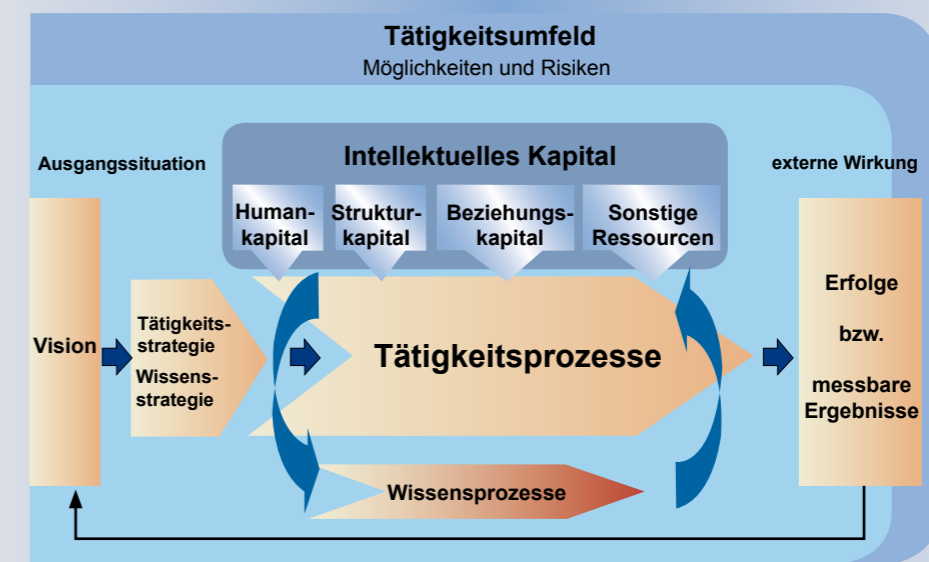 Tätigkeitsumfeld
Möglichkeiten und Risiken
Ausgangssituation
Intellektuelles Kapital
externe Wirkung
Human-
kapital
Struktur-
kapital
Beziehungs-
kapital
Sonstige
Ressourcen
Vision
Tätigkeits-
strategie
Wissens-
strategie
Tätigkeitsprozesse
Erfolge
bzw.
messbare
Ergebnisse
Wissensprozesse